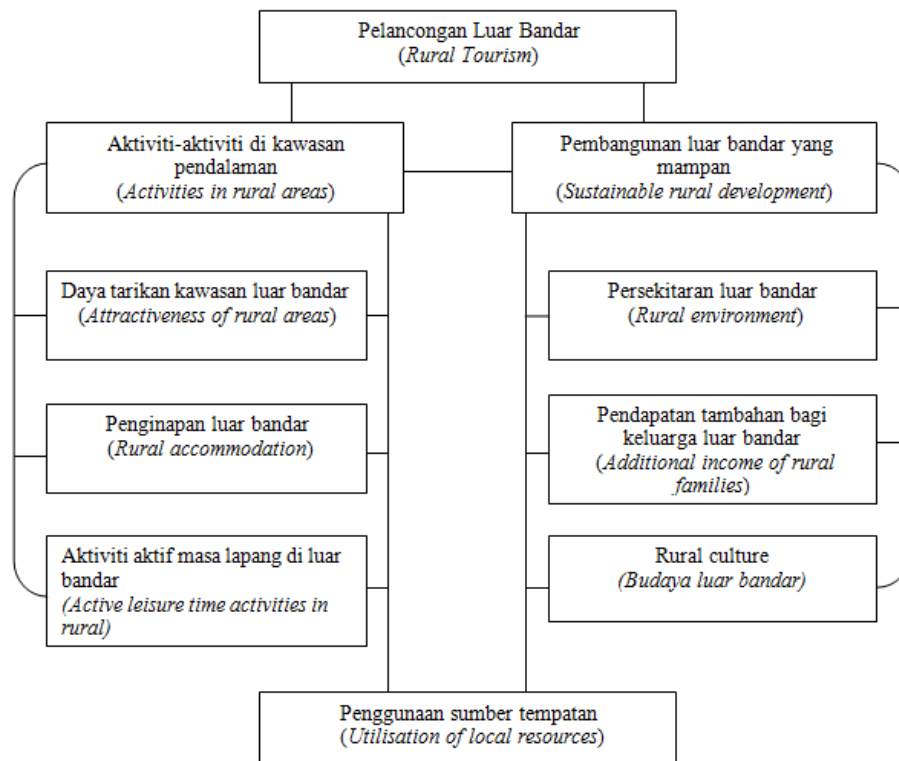 Pelancongan Luar Bandar
(Rural Tourism)
Aktiviti-aktiviti di kawasan
pendalaman
(Activities in rural areas)
Pembangunan luar bandar yang
mampan
(Sustainable rural development)
Daya tarikan kawasan luar bandar
(Attractiveness of rural areas)
Persekitaran luar bandar
(Rural environment)
Penginapan luar bandar
(Rural accommodation)
Pendapatan tambahan bagi
keluarga luar bandar
(Additional income of rural
families)
Aktiviti aktif masa lapang di luar
bandar
(Active leisure time activities in
rural)
Rural culture
(Budaya luar bandar)
Penggunaan sumber tempatan
(Utilisation of local resources)